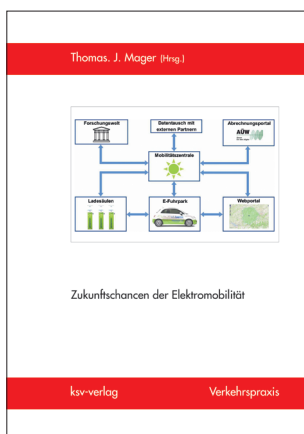 Thomas. J. Mager (Hrsg.)
Forschungswelt
Datentausch mit
externen Partnern
Abrechnungsportal
AÜW
Mobilitätszentrale
Ladesäulen
E-Fuhrpark
Webportal
Zukunftschancen der Elektromobilität
ksv-verlag
Verkehrspraxis